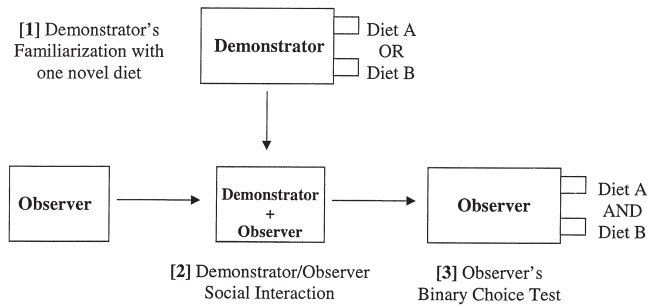 [1] Demonstrator's
Familiarization with
one novel diet
Demonstrator
Diet A
OR
Diet B
Observer
Demonstrator
+
Observer
Observer
Diet A
AND
Diet B
[2] Demonstrator/Observer
Social Interaction
[3] Observer's
Binary Choice Test